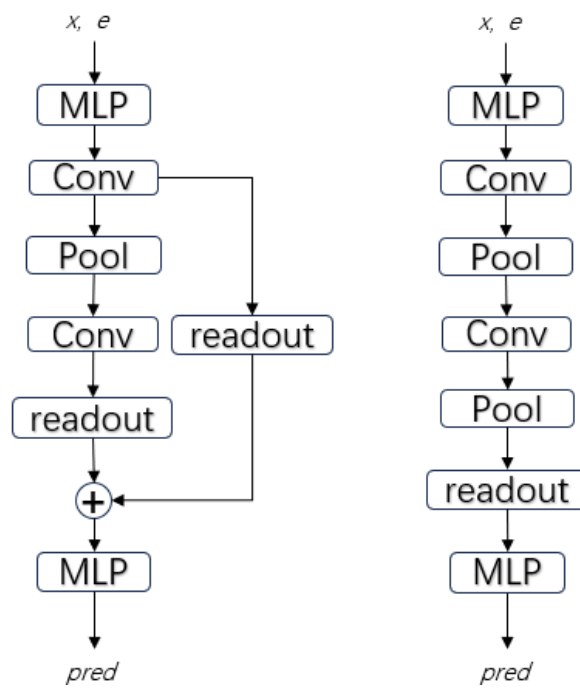 x, e
MLP
Conv
Pool
Conv
readout
readout
+
MLP
pred
x, e
MLP
Conv
Pool
Conv
Pool
readout
MLP
pred